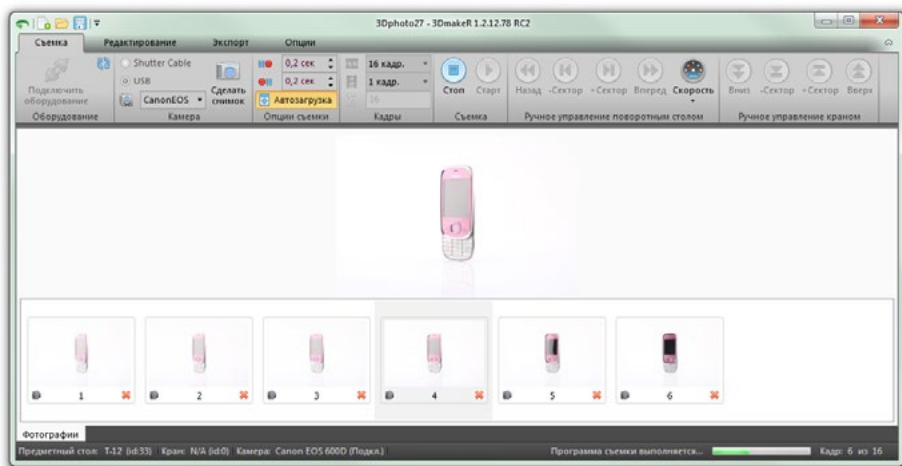 3Dphoto27 - 3DmakeR 1.2.12.78 RC2
Съемка Редактирование Экспорт Опции
Подключить оборудование
Оборудование
Shutter Cable
USB
CanonEOS
Сделать снимок
Камера
0,2 сек
0,2 сек
Автозагрузка
Опции съемки
16 кадр.
1 кадр.
16
Кадры
Стоп Старт
Съемка
Назад -Сектор +Сектор Вперед Скорость
Ручное управление поворотным столом
Вниз -Сектор +Сектор Вверх
Ручное управление краном
1 2 3 4 5 6
Фотографии
Предметный стол: T-12 (id:33) Кран: N/A (id:0) Камера: Canon EOS 600D (Подкл.) Программа съемки выполняется... Кадр: 6 из 16